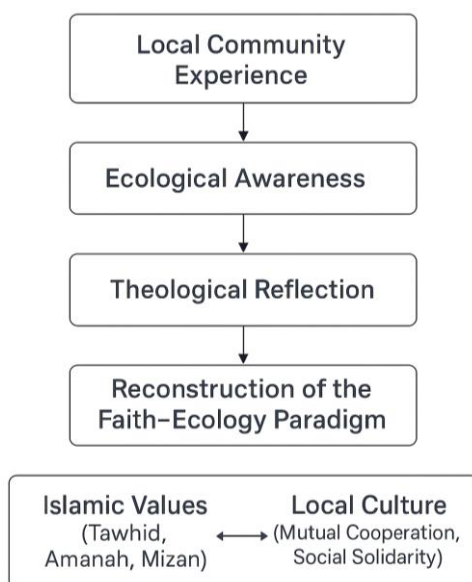 Local Community
Experience
Ecological Awareness
Theological Reflection
Reconstruction of the
Faith–Ecology Paradigm
Islamic Values
(Tawhid,
Amanah, Mizan)
Local Culture
(Mutual Cooperation,
Social Solidarity)